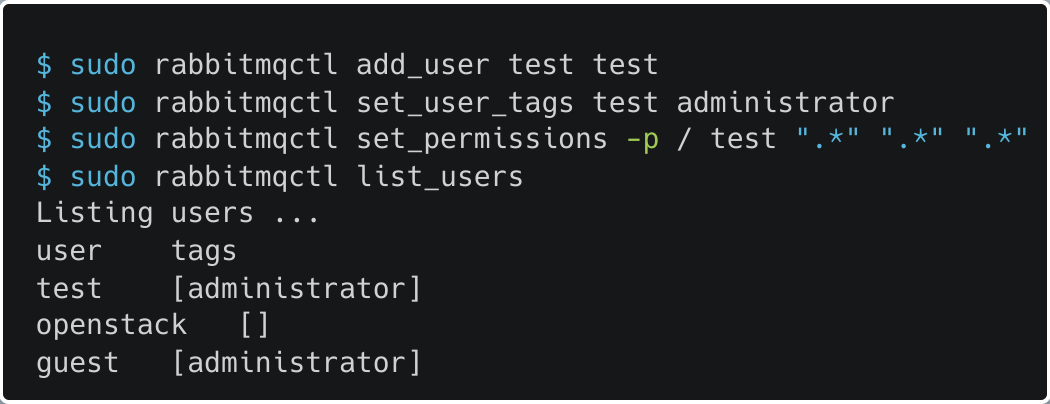 $ sudo rabbitmqctl add_user test test
$ sudo rabbitmqctl set_user_tags test administrator
$ sudo rabbitmqctl set_permissions -p / test ".*" ".*" ".*"
$ sudo rabbitmqctl list_users
Listing users ...
user    tags
test    [administrator]
openstack   []
guest   [administrator]